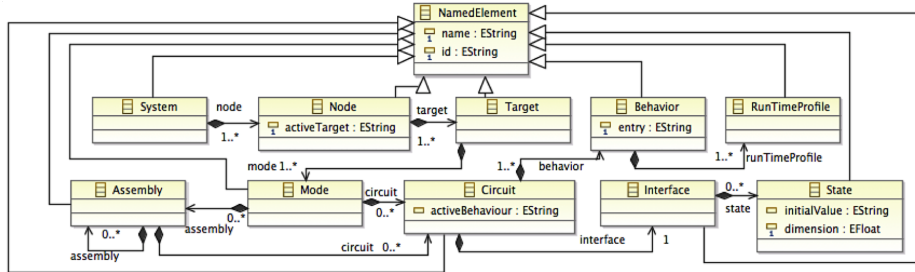 NamedElement
name : EString
id : EString
System
node
1..*
Node
activeTarget : EString
target
1..*
Target
Behavior
entry : EString
RunTimeProfile
1..*
runTimeProfile
mode 1..*
1..*
behavior
Assembly
0..*
assembly
Mode
circuit
0..*
0..*
assembly
Circuit
activeBehaviour : EString
circuit 0..*
interface
1
Interface
0..*
state
State
initialValue : EString
dimension : EFloat